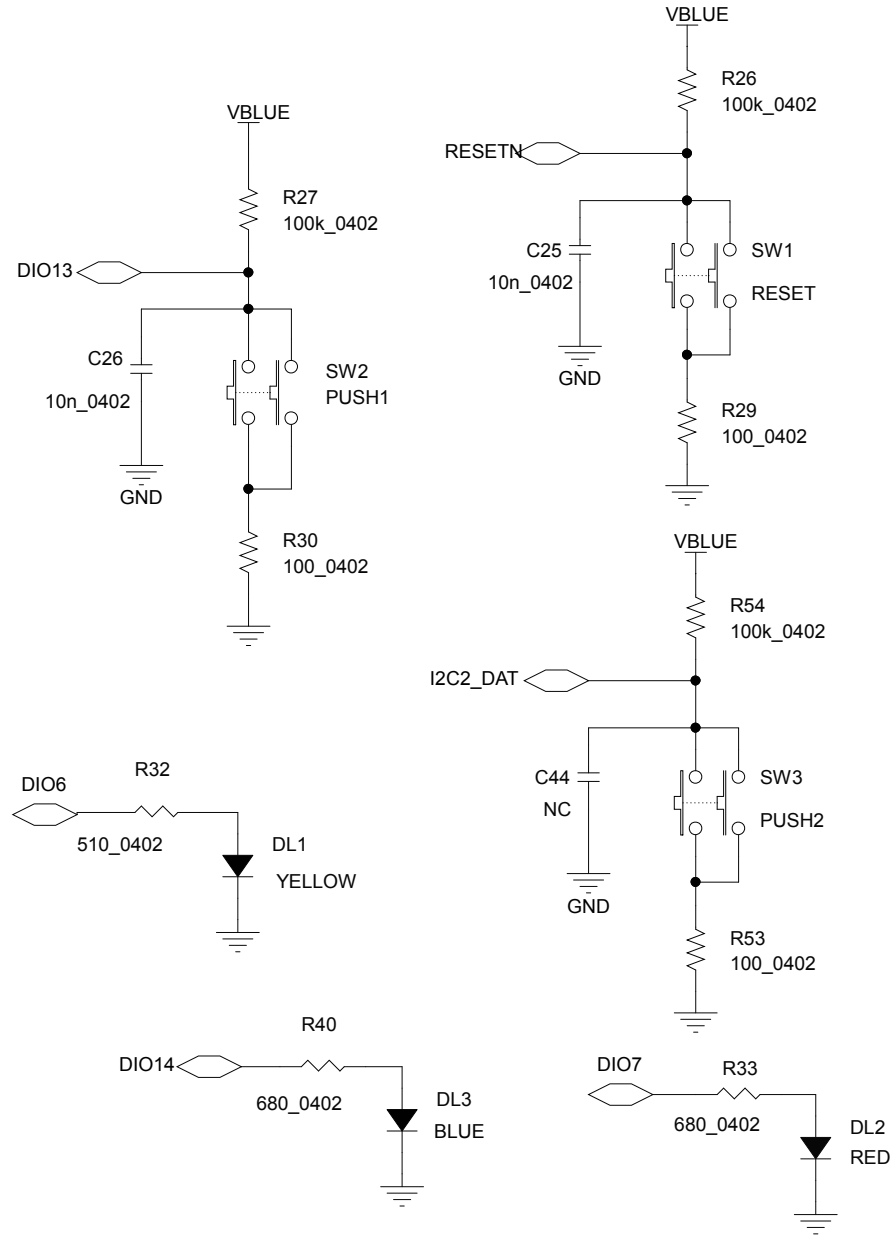 VBLUE
R27
100k_0402
DIO13
C26
10n_0402
SW2
PUSH1
GND
R30
100_0402
VBLUE
R26
100k_0402
RESETN
C25
10n_0402
SW1
RESET
GND
R29
100_0402
VBLUE
R54
100k_0402
I2C2_DAT
C44
NC
SW3
PUSH2
GND
R53
100_0402
R32
DIO6
510_0402
DL1
YELLOW
R40
DIO14
680_0402
DL3
BLUE
DIO7
R33
680_0402
DL2
RED